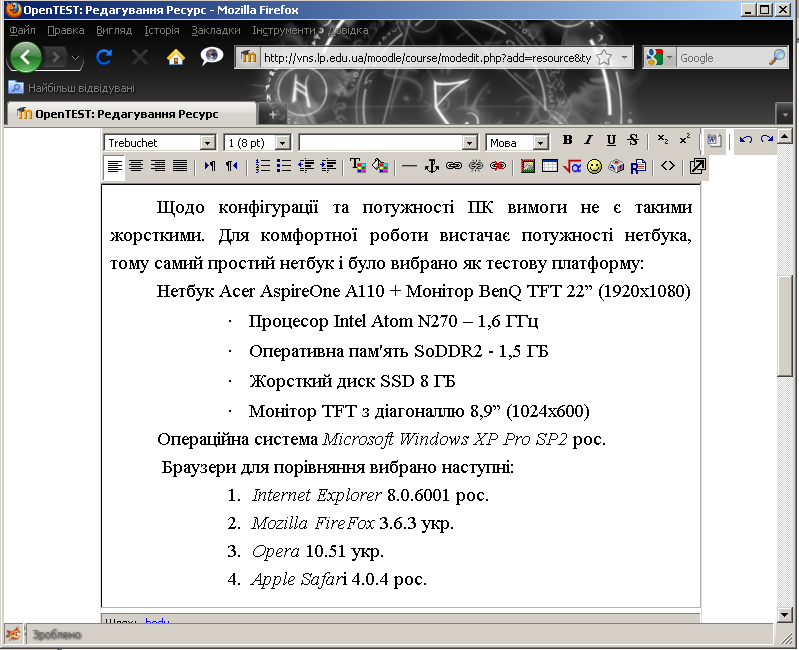 OpenTEST: Редагування Ресурс - Mozilla Firefox
Файл Правка Вигляд Історія Закладки Інструменти Довідка
http://vns.lp.edu.ua/moodle/course/modedit.php?add=resource&ty
Google
Найбільш відвідувані
OpenTEST: Редагування Ресурс
Trebuchet 1 (8 pt) Мова B I U S x₂ x²
Щодо конфігурації та потужності ПК вимоги не є такими
жорсткими. Для комфортної роботи вистачає потужності нетбука,
тому самий простий нетбук і було вибрано як тестову платформу:
Нетбук Acer AspireOne A110 + Монітор BenQ TFT 22” (1920x1080)
· Процесор Intel Atom N270 – 1,6 ГГц
· Оперативна пам'ять SoDDR2 - 1,5 ГБ
· Жорсткий диск SSD 8 ГБ
· Монітор TFT з діагоналлю 8,9” (1024x600)
Операційна система Microsoft Windows XP Pro SP2 рос.
Браузери для порівняння вибрано наступні:
1. Internet Explorer 8.0.6001 рос.
2. Mozilla FireFox 3.6.3 укр.
3. Opera 10.51 укр.
4. Apple Safari 4.0.4 рос.
Шлях: body
Зроблено